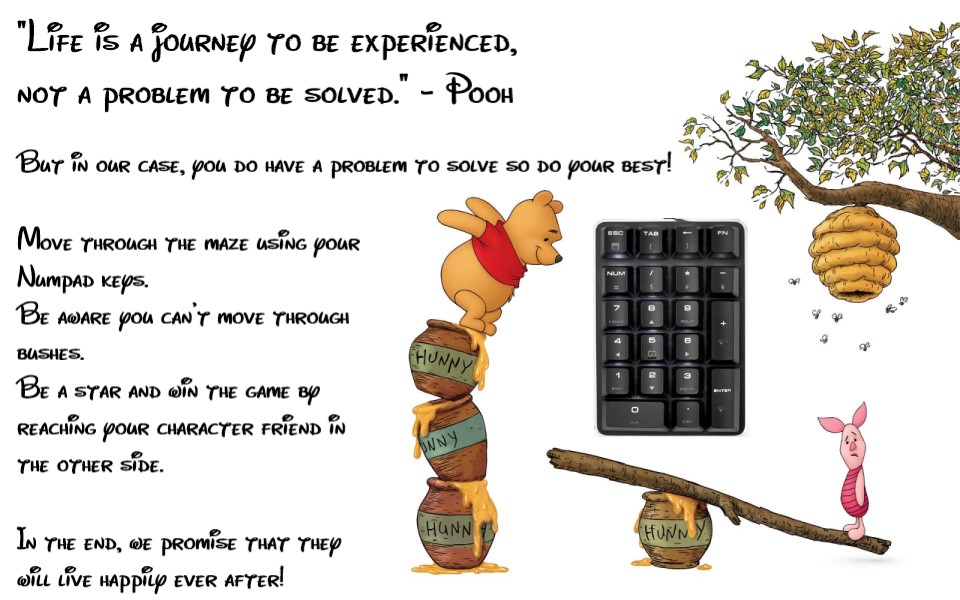 "Life is a journey to be experienced,
not a problem to be solved." - Pooh
But in our case, you do have a problem to solve so do your best!
Move through the maze using your
Numpad keys.
Be aware you can't move through
bushes.
Be a star and win the game by
reaching your character friend in
the other side.
In the end, we promise that they
will live happily ever after!
HUNNY
UNNY
HUNN
HUNNY
ESC TAB ← FN
NUM / * -
7 8 9
+
4 5 6
1 2 3
ENTER
0 .